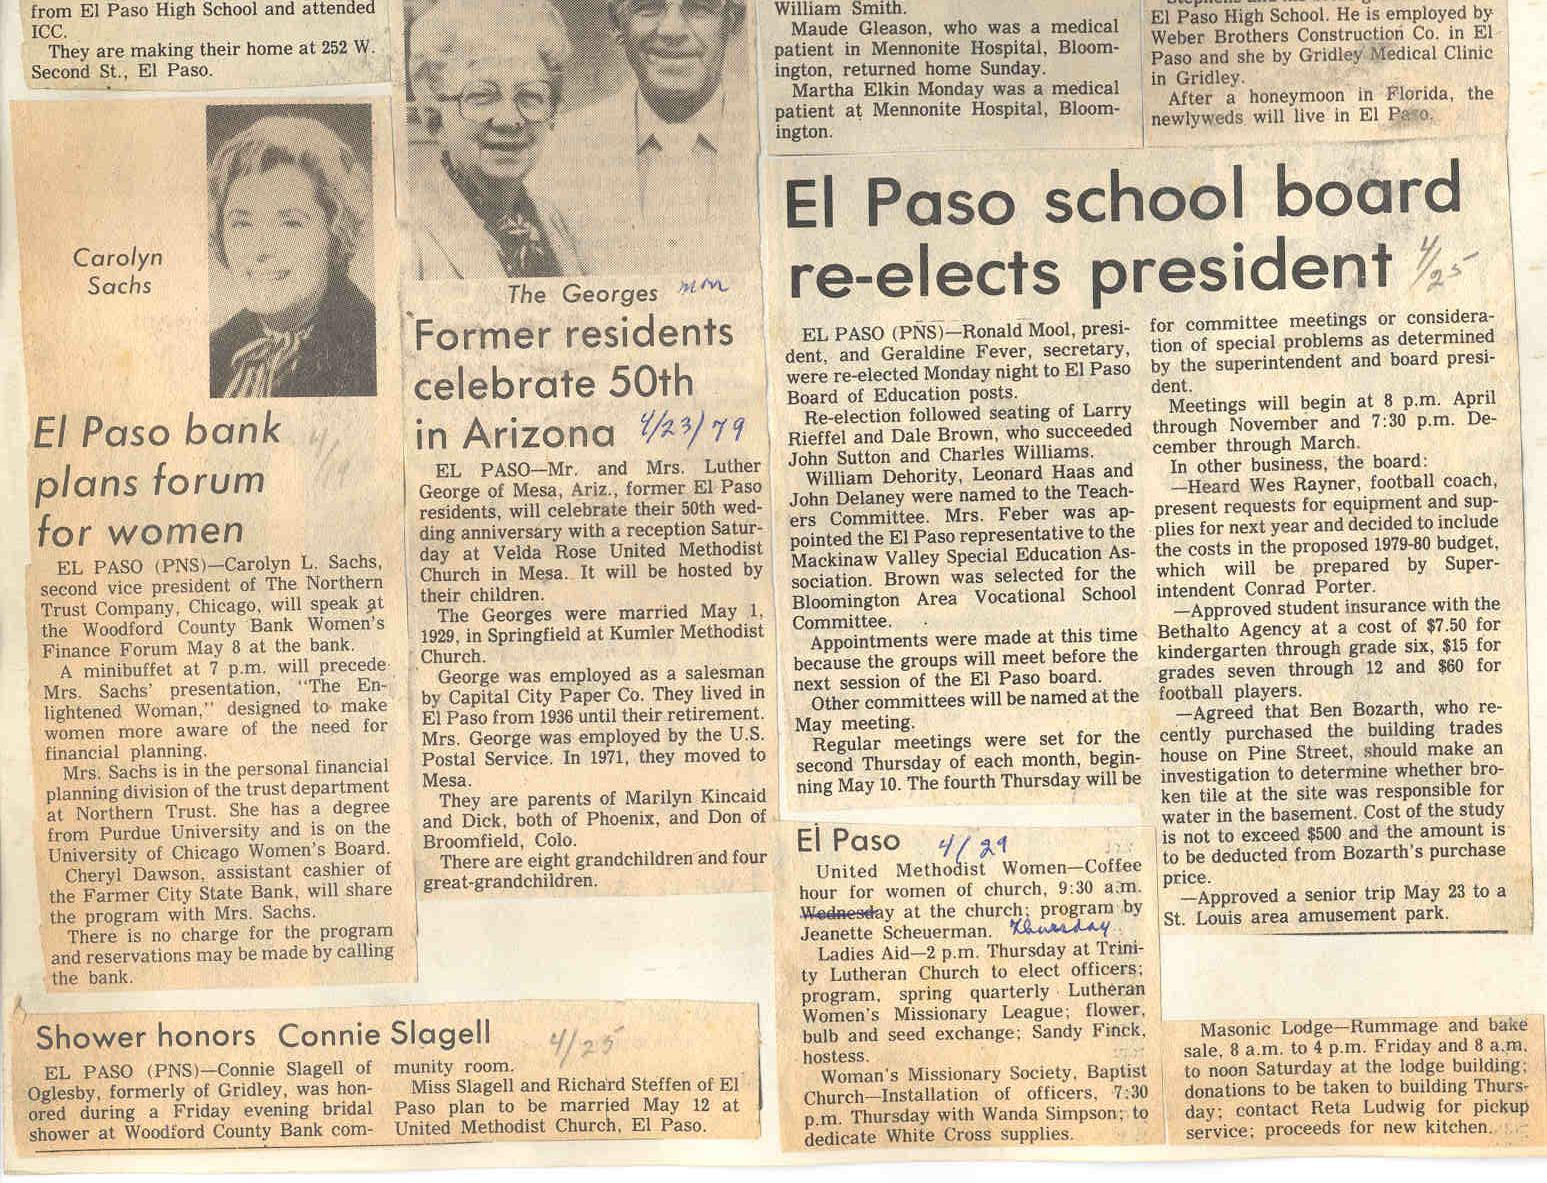 from El Paso High School and attended
ICC.
They are making their home at 252 W.
Second St., El Paso.
Carolyn
Sachs
El Paso bank
plans forum
for women
4/19
EL PASO (PNS)—Carolyn L. Sachs,
second vice president of The Northern
Trust Company, Chicago, will speak at
the Woodford County Bank Women's
Finance Forum May 8 at the bank.
A minibuffet at 7 p.m. will precede
Mrs. Sachs' presentation, "The En-
lightened Woman," designed to make
women more aware of the need for
financial planning.
Mrs. Sachs is in the personal financial
planning division of the trust department
at Northern Trust. She has a degree
from Purdue University and is on the
University of Chicago Women's Board.
Cheryl Dawson, assistant cashier of
the Farmer City State Bank, will share
the program with Mrs. Sachs.
There is no charge for the program
and reservations may be made by calling
the bank.
The Georges
mon
Former residents
celebrate 50th
in Arizona 4/23/79
EL PASO—Mr. and Mrs. Luther
George of Mesa, Ariz., former El Paso
residents, will celebrate their 50th wed-
ding anniversary with a reception Satur-
day at Velda Rose United Methodist
Church in Mesa. It will be hosted by
their children.
The Georges were married May 1,
1929, in Springfield at Kumler Methodist
Church.
George was employed as a salesman
by Capital City Paper Co. They lived in
El Paso from 1936 until their retirement.
Mrs. George was employed by the U.S.
Postal Service. In 1971, they moved to
Mesa.
They are parents of Marilyn Kincaid
and Dick, both of Phoenix, and Don of
Broomfield, Colo.
There are eight grandchildren and four
great-grandchildren.
Shower honors Connie Slagell
4/25
EL PASO (PNS)—Connie Slagell of
Oglesby, formerly of Gridley, was hon-
ored during a Friday evening bridal
shower at Woodford County Bank com-
munity room.
Miss Slagell and Richard Steffen of El
Paso plan to be married May 12 at
United Methodist Church, El Paso.
William Smith.
Maude Gleason, who was a medical
patient in Mennonite Hospital, Bloom-
ington, returned home Sunday.
Martha Elkin Monday was a medical
patient at Mennonite Hospital, Bloom-
ington.
El Paso High School. He is employed by
Weber Brothers Construction Co. in El
Paso and she by Gridley Medical Clinic
in Gridley.
After a honeymoon in Florida, the
newlyweds will live in El Paso.
El Paso school board
re-elects president 4/25
EL PASO (PNS)—Ronald Mool, presi-
dent, and Geraldine Fever, secretary,
were re-elected Monday night to El Paso
Board of Education posts.
Re-election followed seating of Larry
Rieffel and Dale Brown, who succeeded
John Sutton and Charles Williams.
William Dehority, Leonard Haas and
John Delaney were named to the Teach-
ers Committee. Mrs. Feber was ap-
pointed the El Paso representative to the
Mackinaw Valley Special Education As-
sociation. Brown was selected for the
Bloomington Area Vocational School
Committee.
Appointments were made at this time
because the groups will meet before the
next session of the El Paso board.
Other committees will be named at the
May meeting.
Regular meetings were set for the
second Thursday of each month, begin-
ning May 10. The fourth Thursday will be
for committee meetings or considera-
tion of special problems as determined
by the superintendent and board presi-
dent.
Meetings will begin at 8 p.m. April
through November and 7:30 p.m. De-
cember through March.
In other business, the board:
—Heard Wes Rayner, football coach,
present requests for equipment and sup-
plies for next year and decided to include
the costs in the proposed 1979-80 budget,
which will be prepared by Super-
intendent Conrad Porter.
—Approved student insurance with the
Bethalto Agency at a cost of $7.50 for
kindergarten through grade six, $15 for
grades seven through 12 and $60 for
football players.
—Agreed that Ben Bozarth, who re-
cently purchased the building trades
house on Pine Street, should make an
investigation to determine whether bro-
ken tile at the site was responsible for
water in the basement. Cost of the study
is not to exceed $500 and the amount is
to be deducted from Bozarth's purchase
price.
—Approved a senior trip May 23 to a
St. Louis area amusement park.
El Paso 4/29
United Methodist Women—Coffee
hour for women of church, 9:30 a.m.
Wednesday at the church; program by
Jeanette Scheuerman. Thursday
Ladies Aid—2 p.m. Thursday at Trini-
ty Lutheran Church to elect officers;
program, spring quarterly Lutheran
Women's Missionary League; flower,
bulb and seed exchange; Sandy Finck,
hostess.
Woman's Missionary Society, Baptist
Church—Installation of officers, 7:30
p.m. Thursday with Wanda Simpson; to
dedicate White Cross supplies.
Masonic Lodge—Rummage and bake
sale, 8 a.m. to 4 p.m. Friday and 8 a.m.
to noon Saturday at the lodge building;
donations to be taken to building Thurs-
day; contact Reta Ludwig for pickup
service; proceeds for new kitchen.